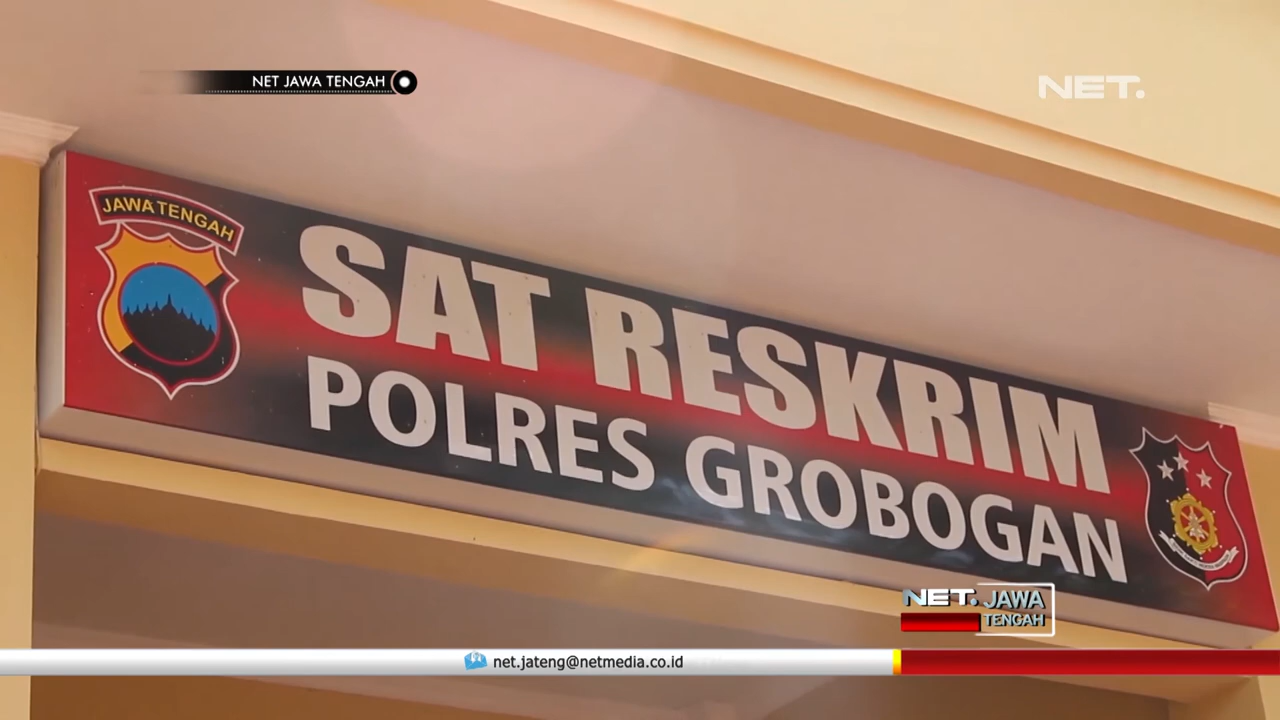 NET JAWA TENGAH
NET.
JAWA TENGAH
SAT RESKRIM
POLRES GROBOGAN
NET. JAWA
TENGAH
net.jateng@netmedia.co.id